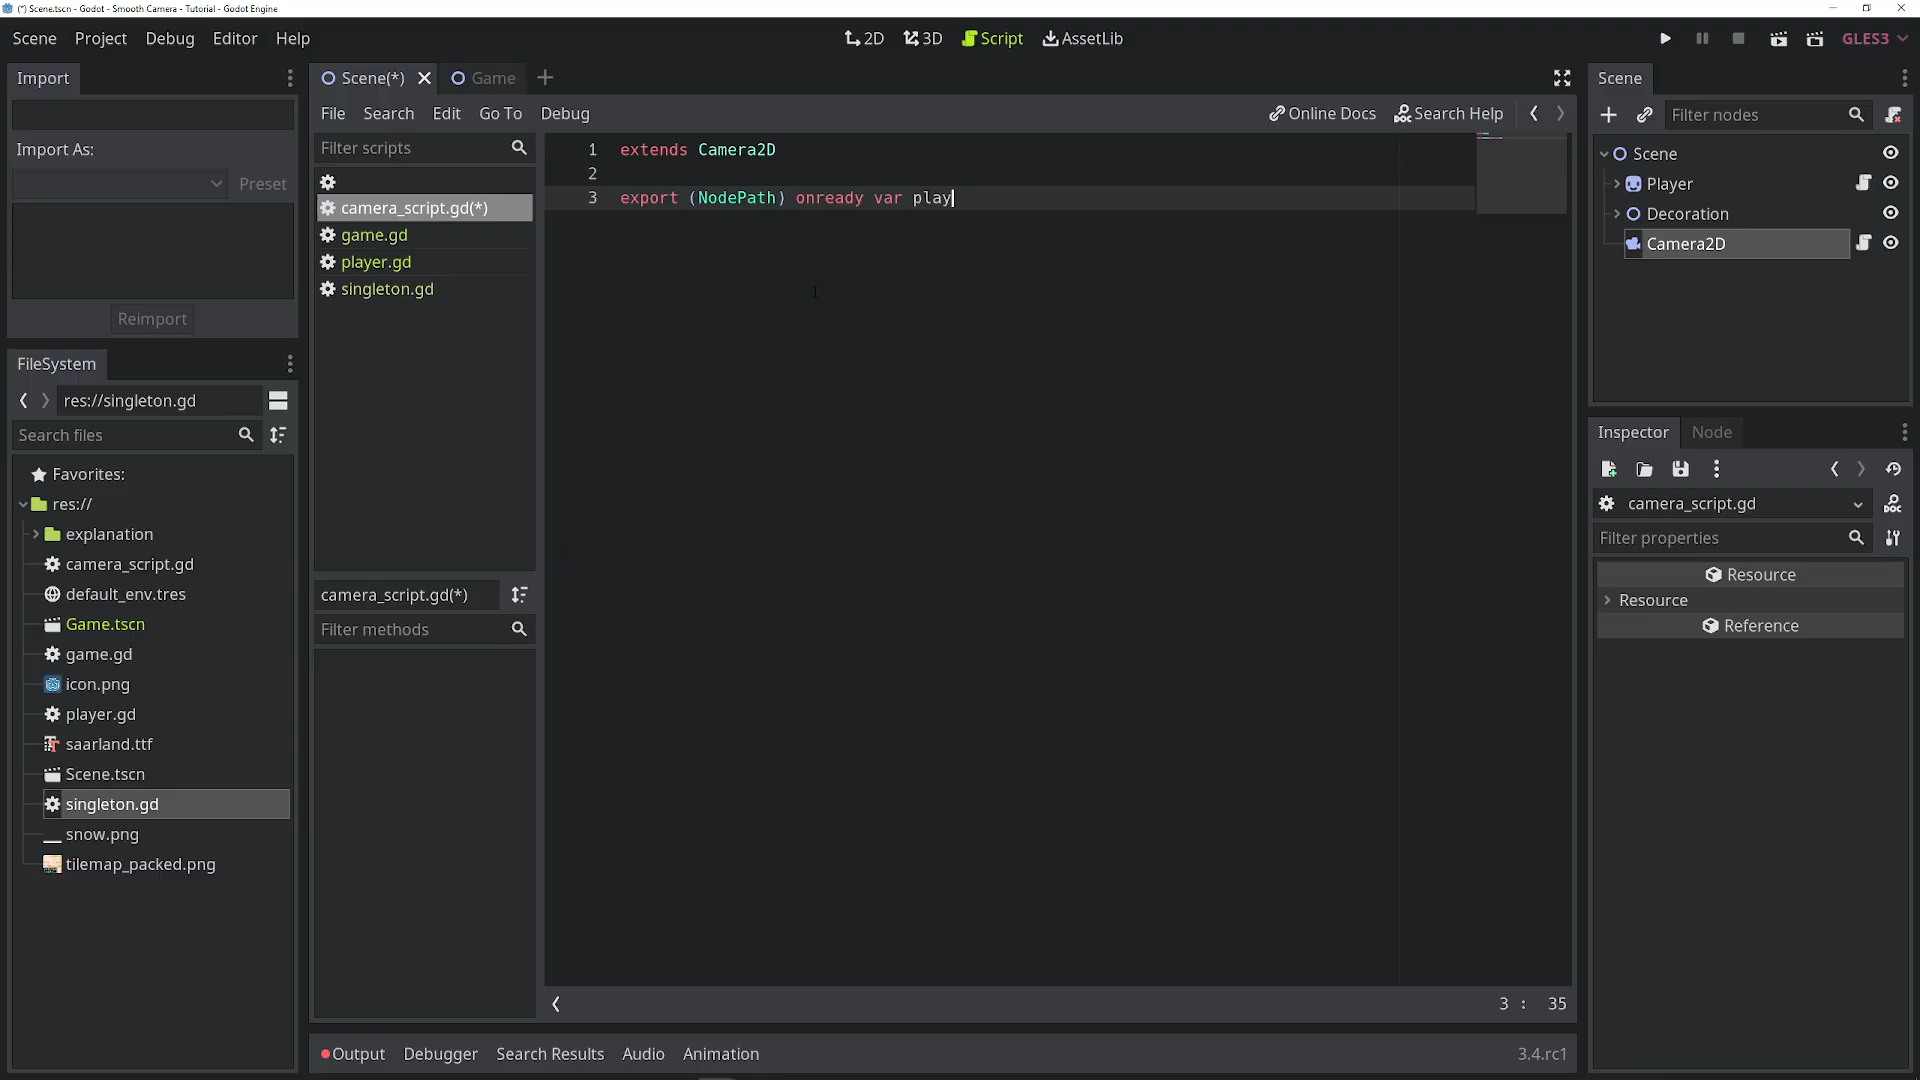 (*) Scene.tscn - Godot - Smooth Camera - Tutorial - Godot Engine
Scene Project Debug Editor Help
2D 3D Script AssetLib
GLES3
Import
Import As:
Preset
Reimport
FileSystem
res://singleton.gd
Search files
Favorites:
res://
explanation
camera_script.gd
default_env.tres
Game.tscn
game.gd
icon.png
player.gd
saarland.ttf
Scene.tscn
singleton.gd
snow.png
tilemap_packed.png
Scene(*) Game
File Search Edit Go To Debug
Online Docs Search Help
Filter scripts
camera_script.gd(*)
game.gd
player.gd
singleton.gd
camera_script.gd(*)
Filter methods
1 extends Camera2D
2
3 export (NodePath) onready var play
3 : 35
Output Debugger Search Results Audio Animation
3.4.rc1
Scene
Filter nodes
Scene
Player
Decoration
Camera2D
Inspector Node
camera_script.gd
DOC
Filter properties
Resource
Resource
Reference